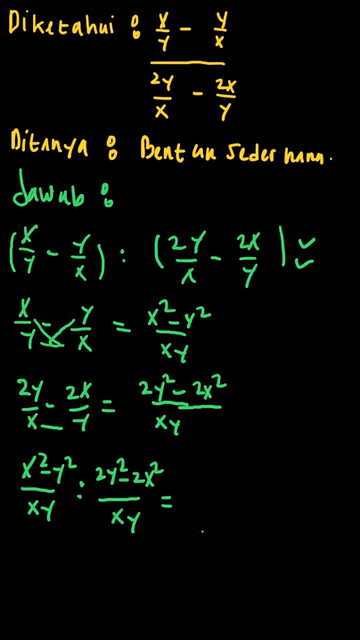 Diketahui : (x/y - y/x) / (2y/x - 2x/y)
Ditanya : Bentuk Sederhana.
Jawab :
(x/y - y/x) : (2y/x - 2x/y) ✓✓
x/y - y/x = (x² - y²)/xy
2y/x - 2x/y = (2y² - 2x²)/xy
(x² - y²)/xy : (2y² - 2x²)/xy =